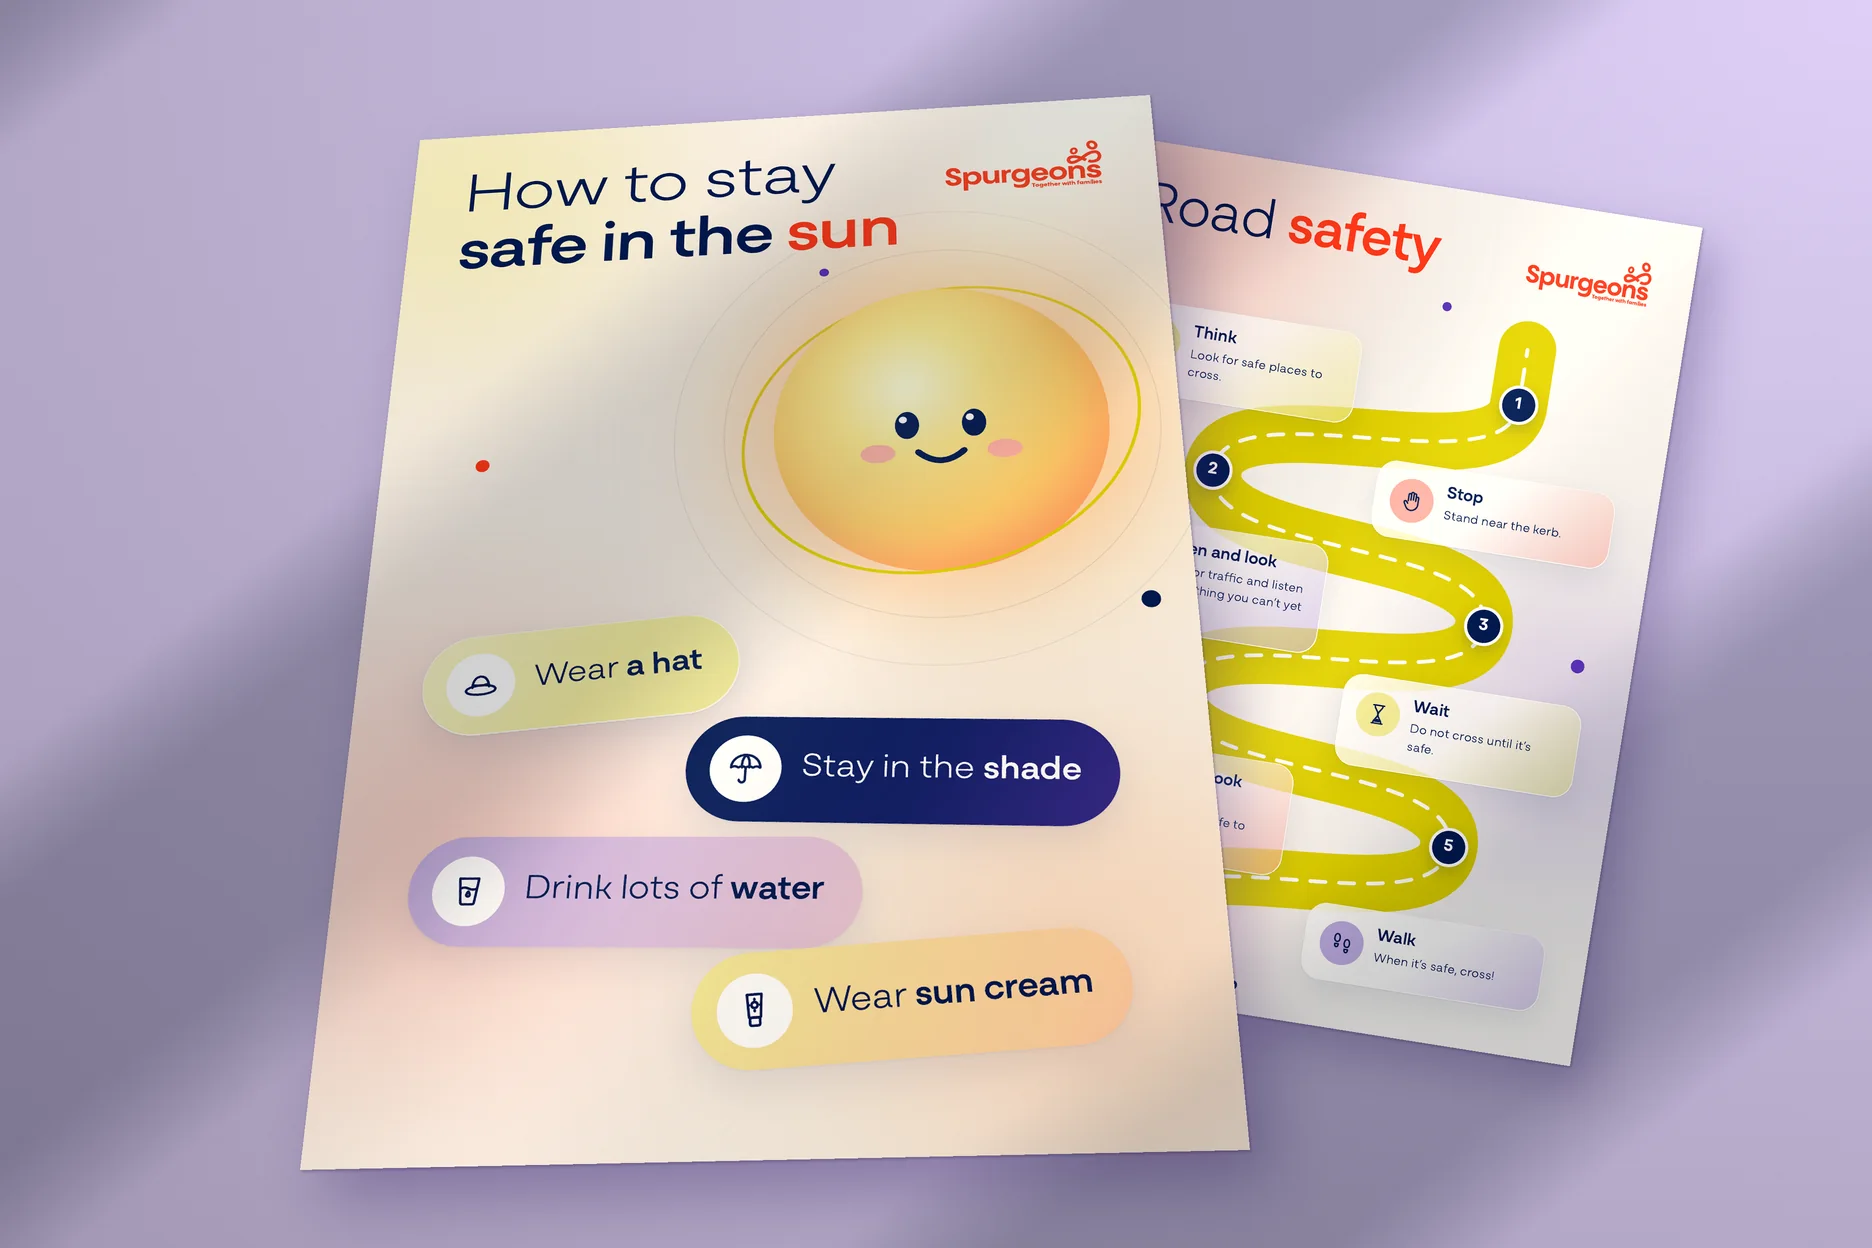 How to stay
safe in the sun
Spurgeons
Together with families
Wear a hat
Stay in the shade
Drink lots of water
Wear sun cream
Road safety
Spurgeons
Together with families
1
Think
Look for safe places to
cross.
2
Stop
Stand near the kerb.
en and look
or traffic and listen
hing you can't yet
3
Wait
Do not cross until it's
safe.
ook
fe to
5
Walk
When it's safe, cross!